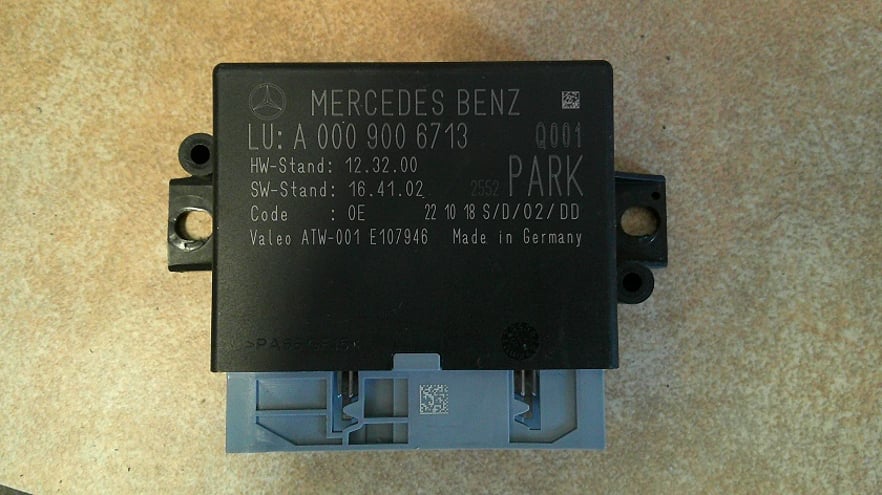 MERCEDES BENZ
LU: A 000 900 6713 Q001
HW-Stand: 12.32.00
SW-Stand: 16.41.02 2552 PARK
Code : 0E 22 10 18 S/D/02/DD
Valeo ATW-001 E107946 Made in Germany